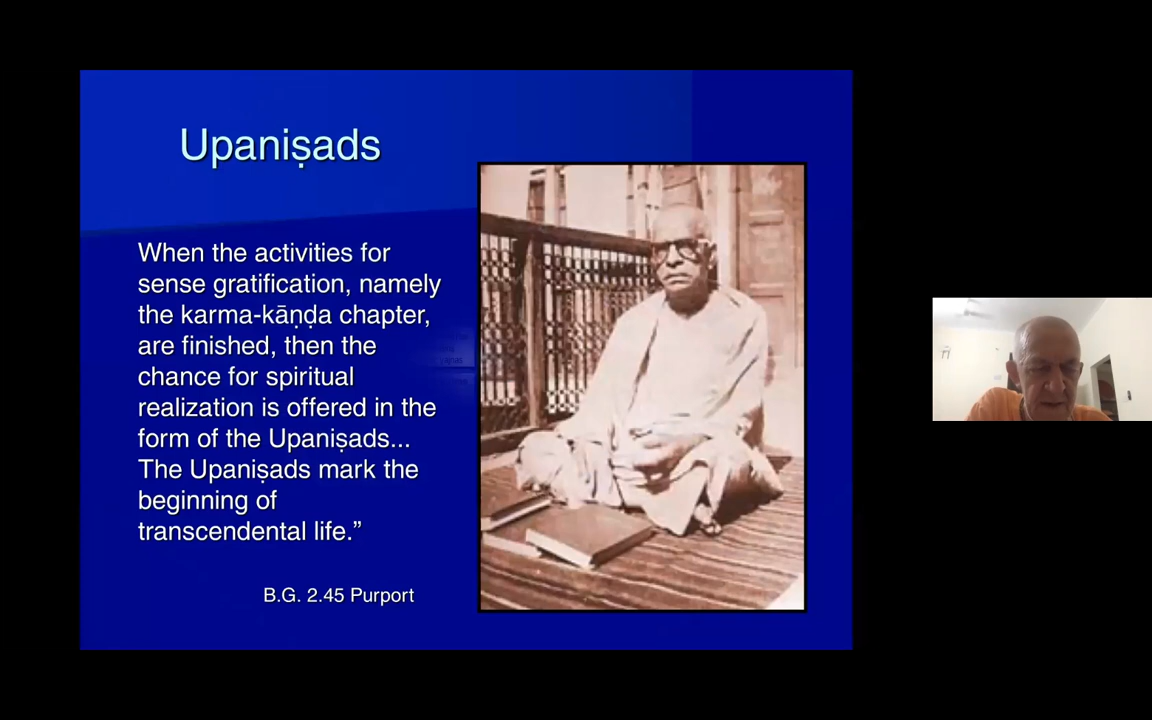 Upaniṣads
When the activities for
sense gratification, namely
the karma-kāṇḍa chapter,
are finished, then the
chance for spiritual
realization is offered in the
form of the Upaniṣads...
The Upaniṣads mark the
beginning of
transcendental life.”
B.G. 2.45 Purport